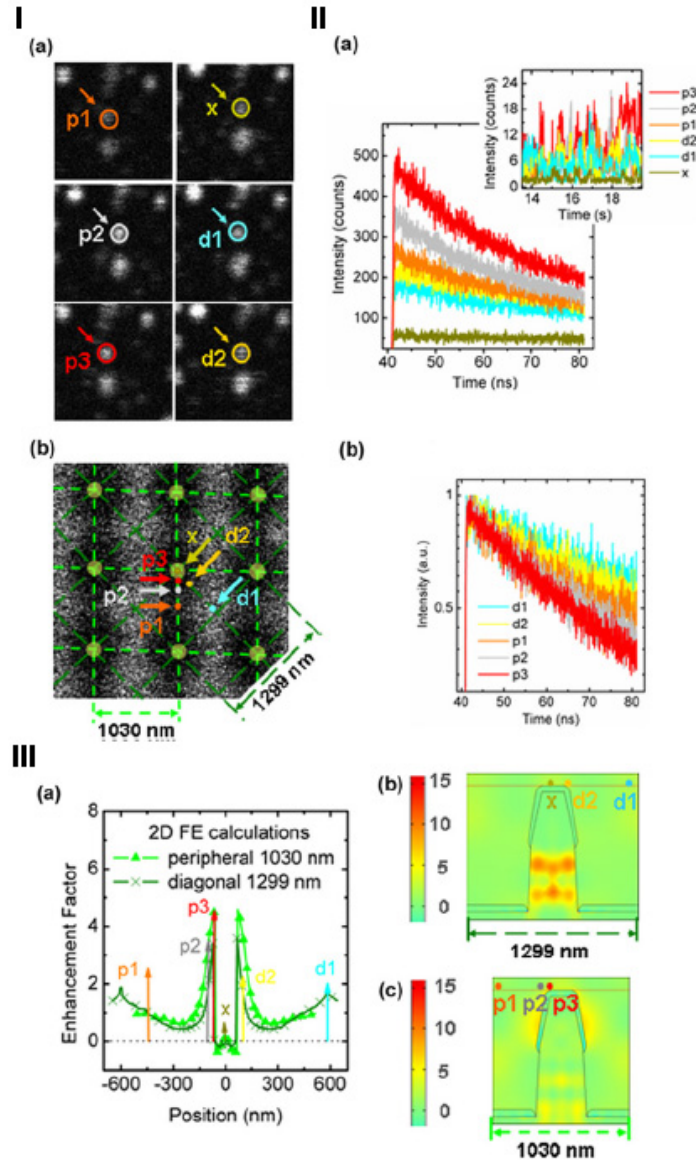 I
(a)
p1
x
p2
d1
p3
d2
(b)
p3
x
d2
p2
d1
p1
1299 nm
1030 nm
II
(a)
Intensity (counts)
500
400
300
200
100
40 50 60 70 80
Time (ns)
Intensity (counts)
24
18
12
6
0
14 16 18
Time (s)
p3
p2
p1
d2
d1
x
(b)
Intensity (a.u.)
1
0.5
d1
d2
p1
p2
p3
40 50 60 70 80
Time (ns)
III
(a)
Enhancement Factor
8
6
4
2
0
2D FE calculations
peripheral 1030 nm
diagonal 1299 nm
p3
p2
p1
x
d2
d1
-600 -300 0 300 600
Position (nm)
(b)
15
10
5
0
x
d2
d1
1299 nm
(c)
15
10
5
0
p1
p2
p3
1030 nm